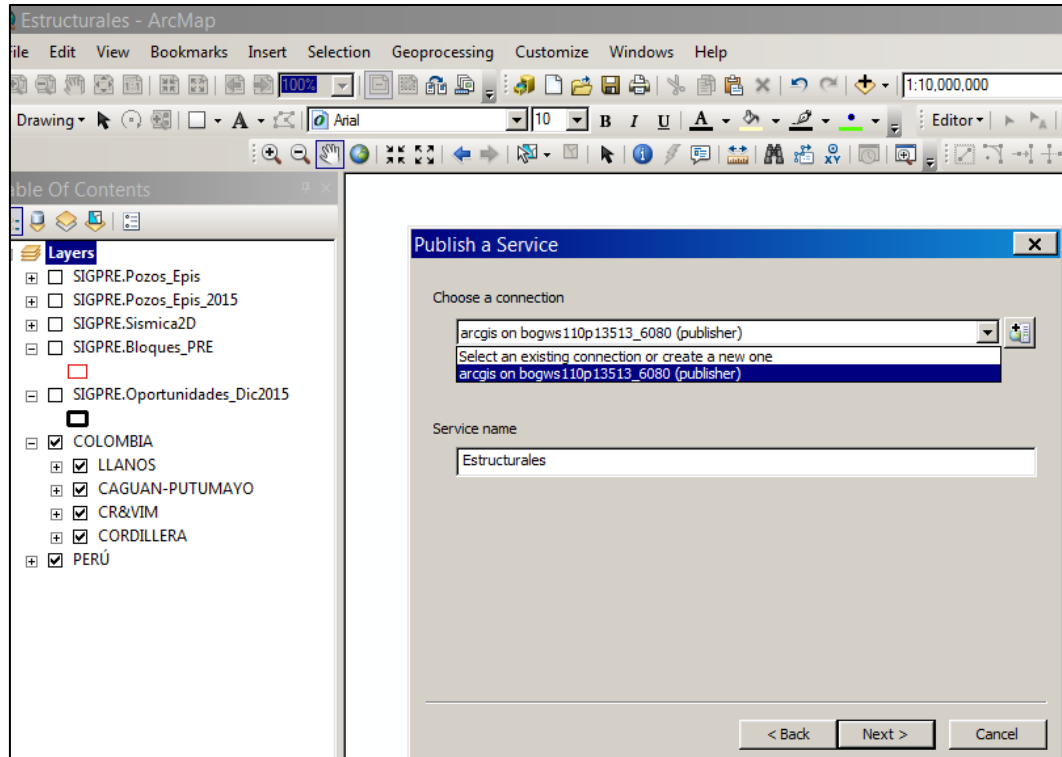 Estructurales - ArcMap
File Edit View Bookmarks Insert Selection Geoprocessing Customize Windows Help
100% 1:10,000,000
Drawing A Arial 10 B I U A Editor
XY
Table Of Contents
Layers
SIGPRE.Pozos_Epis
SIGPRE.Pozos_Epis_2015
SIGPRE.Sismica2D
SIGPRE.Bloques_PRE
SIGPRE.Oportunidades_Dic2015
COLOMBIA
LLANOS
CAGUAN-PUTUMAYO
CR&VIM
CORDILLERA
PERÚ
Publish a Service
Choose a connection
arcgis on bogws110p13513_6080 (publisher)
Select an existing connection or create a new one
arcgis on bogws110p13513_6080 (publisher)
Service name
Estructurales
< Back Next > Cancel